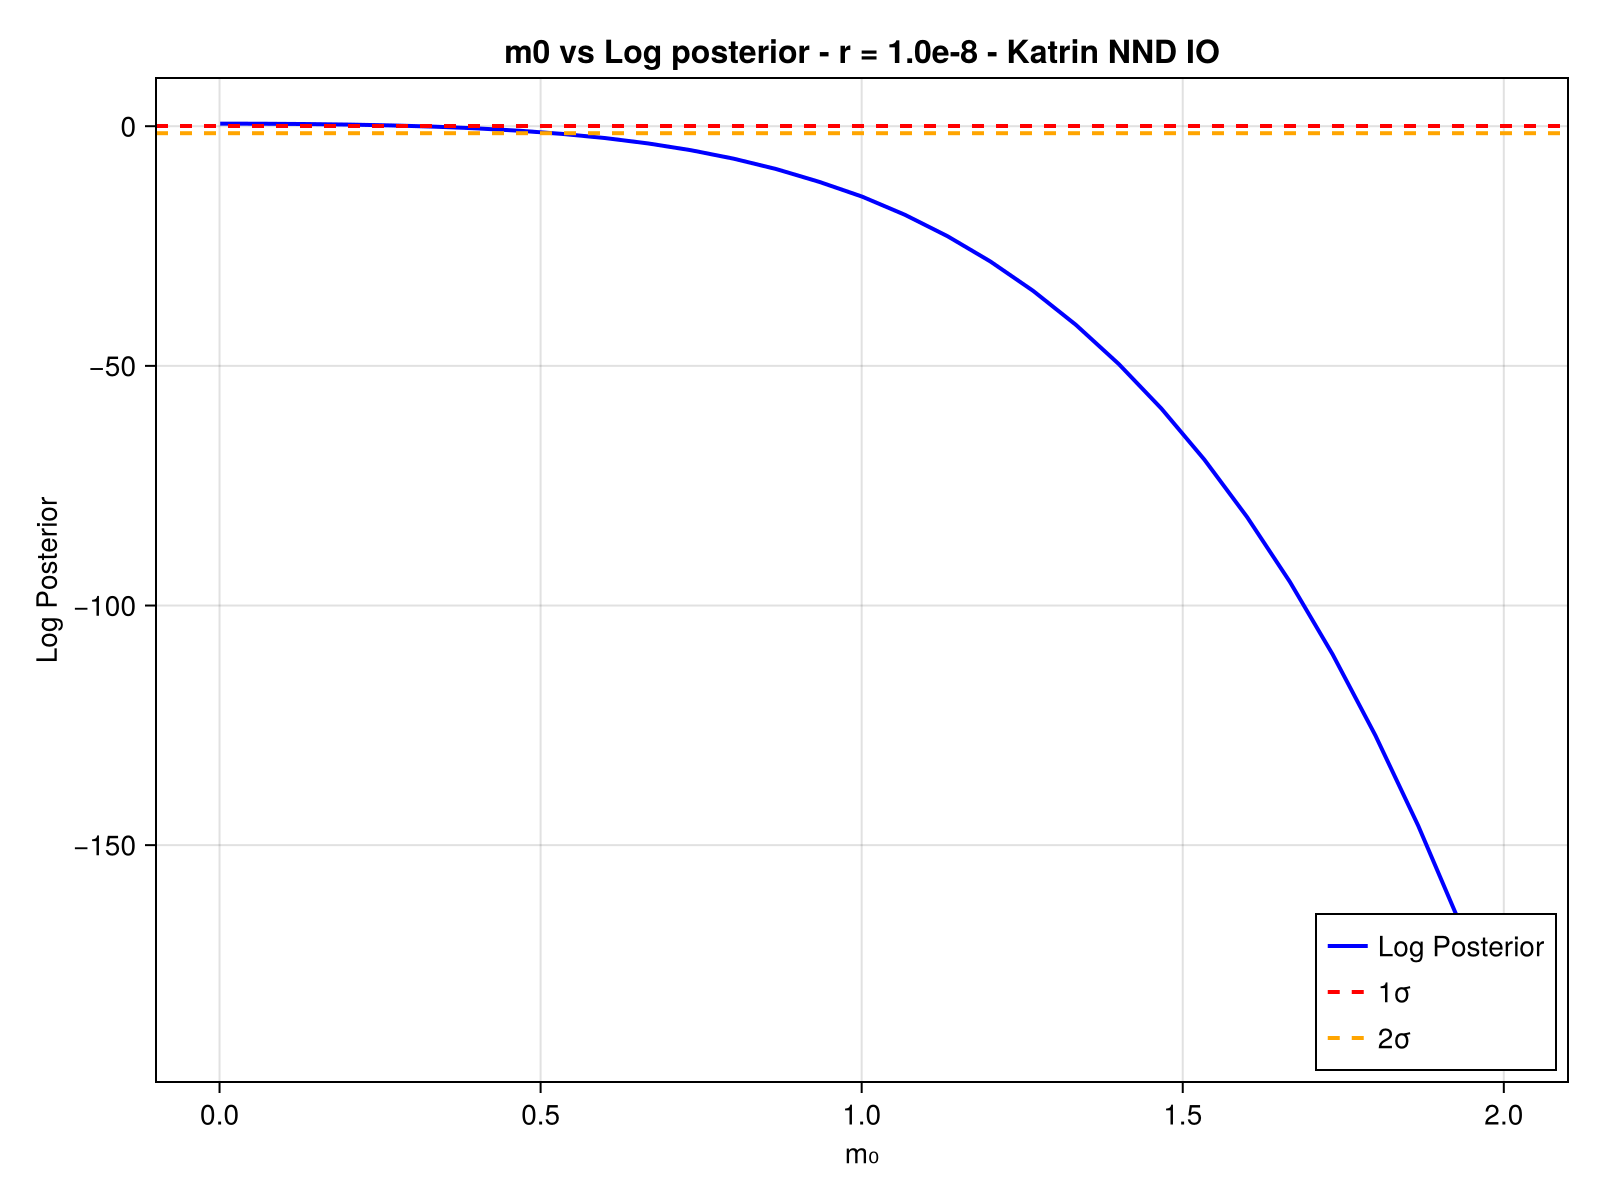 m0 vs Log posterior - r = 1.0e-8 - Katrin NND IO
Log Posterior
0
−50
−100
−150
0.0
0.5
1.0
1.5
2.0
m₀
Log Posterior
1σ
2σ